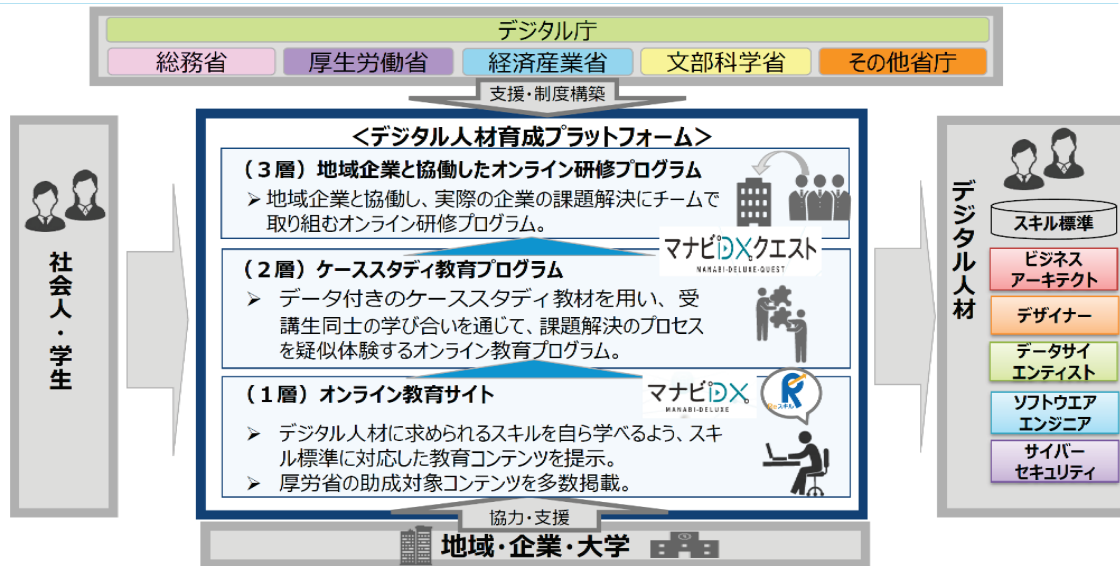 デジタル庁
総務省
厚生労働省
経済産業省
文部科学省
その他省庁
支援・制度構築
社会人・学生
＜デジタル人材育成プラットフォーム＞
（３層）地域企業と協働したオンライン研修プログラム
➢地域企業と協働し、実際の企業の課題解決にチームで
取り組むオンライン研修プログラム。
マナビDXクエスト
MANABI-DELUXE-QUEST
（２層）ケーススタディ教育プログラム
➢ データ付きのケーススタディ教材を用い、受
講生同士の学び合いを通じて、課題解決のプロセス
を疑似体験するオンライン教育プログラム。
（１層）オンライン教育サイト
マナビDX
MANABI-DELUXE
➢ デジタル人材に求められるスキルを自ら学べるよう、スキ
ル標準に対応した教育コンテンツを提示。
➢ 厚労省の助成対象コンテンツを多数掲載。
協力・支援
地域・企業・大学
デジタル人材
スキル標準
ビジネス
アーキテクト
デザイナー
データサイ
エンティスト
ソフトウエア
エンジニア
サイバー
セキュリティ